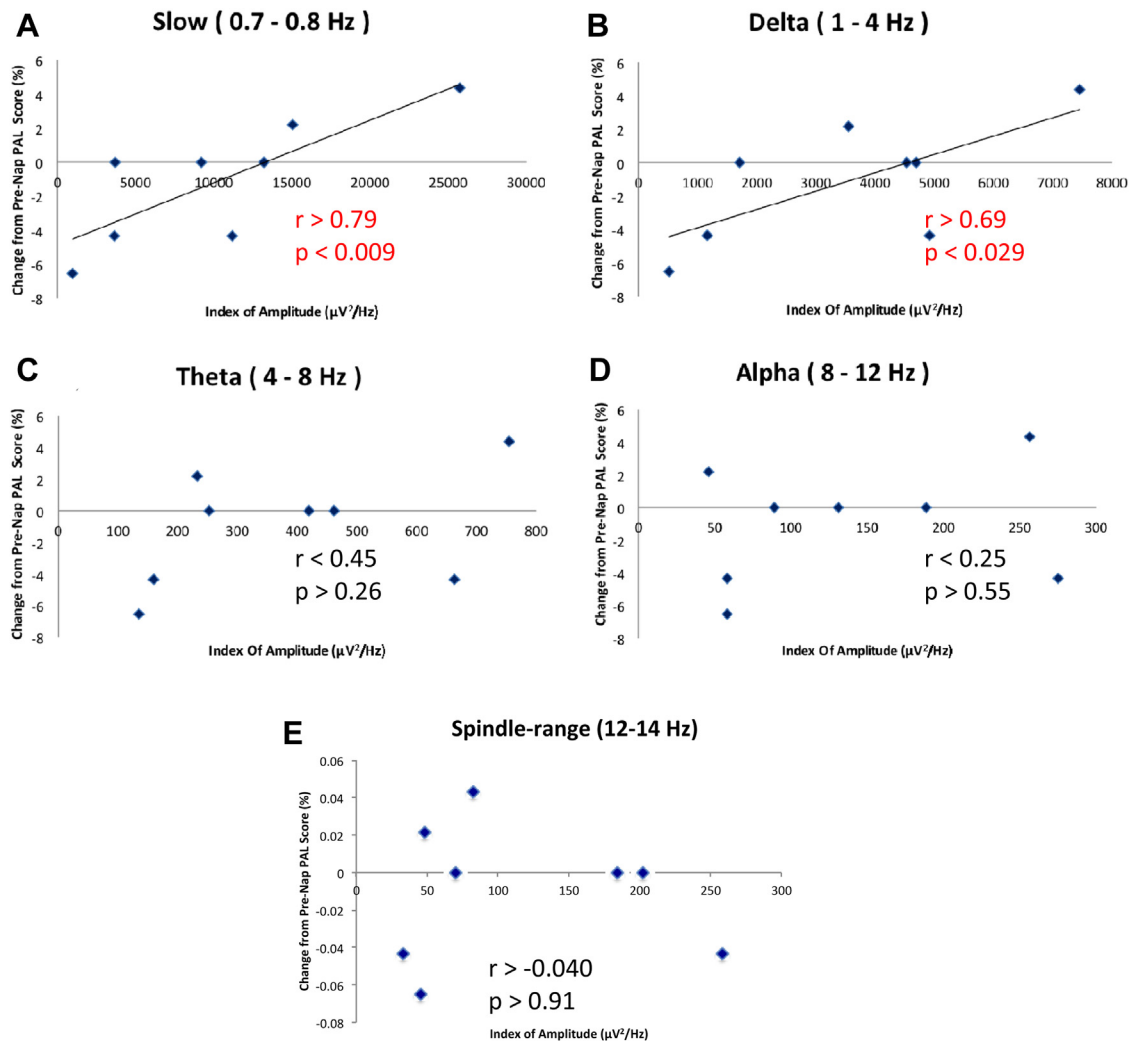 A
Slow ( 0.7 - 0.8 Hz )
Change from Pre-Nap PAL Score (%)
6
4
2
0
-2
-4
-6
-8
0 5000 10000 15000 20000 25000 30000
r > 0.79
p < 0.009
Index of Amplitude (µV²/Hz)
B
Delta ( 1 - 4 Hz )
Change from Pre-Nap PAL Score (%)
6
4
2
0
-2
-4
-6
-8
0 1000 2000 3000 4000 5000 6000 7000 8000
r > 0.69
p < 0.029
Index Of Amplitude (µV²/Hz)
C
Theta ( 4 - 8 Hz )
Change from Pre-Nap PAL Score (%)
6
4
2
0
-2
-4
-6
-8
0 100 200 300 400 500 600 700 800
r < 0.45
p > 0.26
Index Of Amplitude (µV²/Hz)
D
Alpha ( 8 - 12 Hz )
Change from Pre-Nap PAL Score (%)
6
4
2
0
-2
-4
-6
-8
0 50 100 150 200 250 300
r < 0.25
p > 0.55
Index Of Amplitude (µV²/Hz)
E
Spindle-range (12-14 Hz)
Change from Pre-Nap PAL Score (%)
0.06
0.04
0.02
0
-0.02
-0.04
-0.06
-0.08
0 50 100 150 200 250 300
r > -0.040
p > 0.91
Index of Amplitude (µV²/Hz)